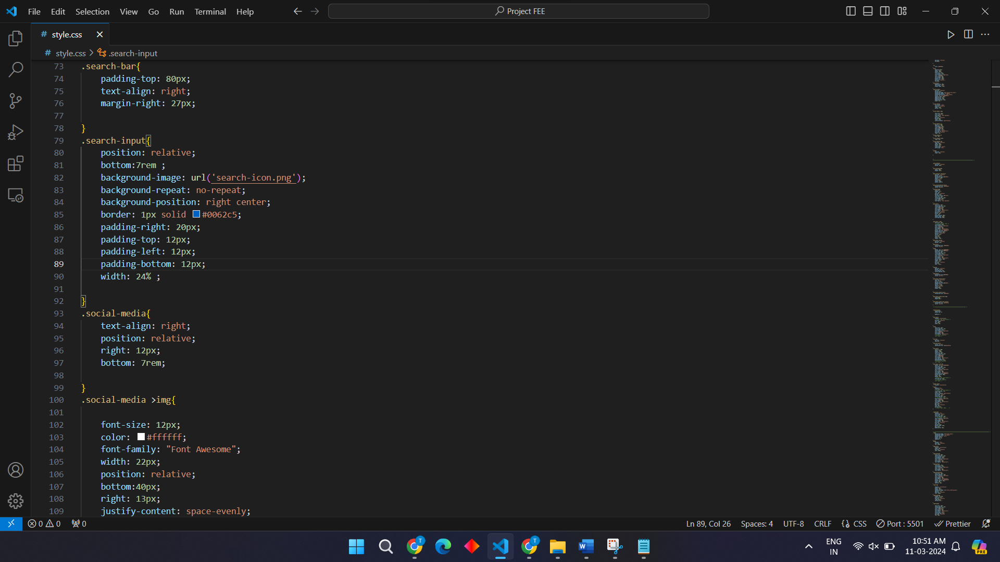 File Edit Selection View Go Run Terminal Help
Project FEE
# style.css
# style.css > .search-input
73 .search-bar{
74 padding-top: 80px;
75 text-align: right;
76 margin-right: 27px;
77
78 }
79 .search-input{
80 position: relative;
81 bottom:7rem ;
82 background-image: url('search-icon.png');
83 background-repeat: no-repeat;
84 background-position: right center;
85 border: 1px solid #0062c5;
86 padding-right: 20px;
87 padding-top: 12px;
88 padding-left: 12px;
89 padding-bottom: 12px;
90 width: 24% ;
91
92 }
93 .social-media{
94 text-align: right;
95 position: relative;
96 right: 12px;
97 bottom: 7rem;
98
99 }
100 .social-media >img{
101
102 font-size: 12px;
103 color: #ffffff;
104 font-family: "Font Awesome";
105 width: 22px;
106 position: relative;
107 bottom:40px;
108 right: 13px;
109 justify-content: space-evenly;
0 0 0 Ln 89, Col 26 Spaces: 4 UTF-8 CRLF CSS Port : 5501 Prettier
T T W
ENG
IN
10:51 AM
11-03-2024
PRE